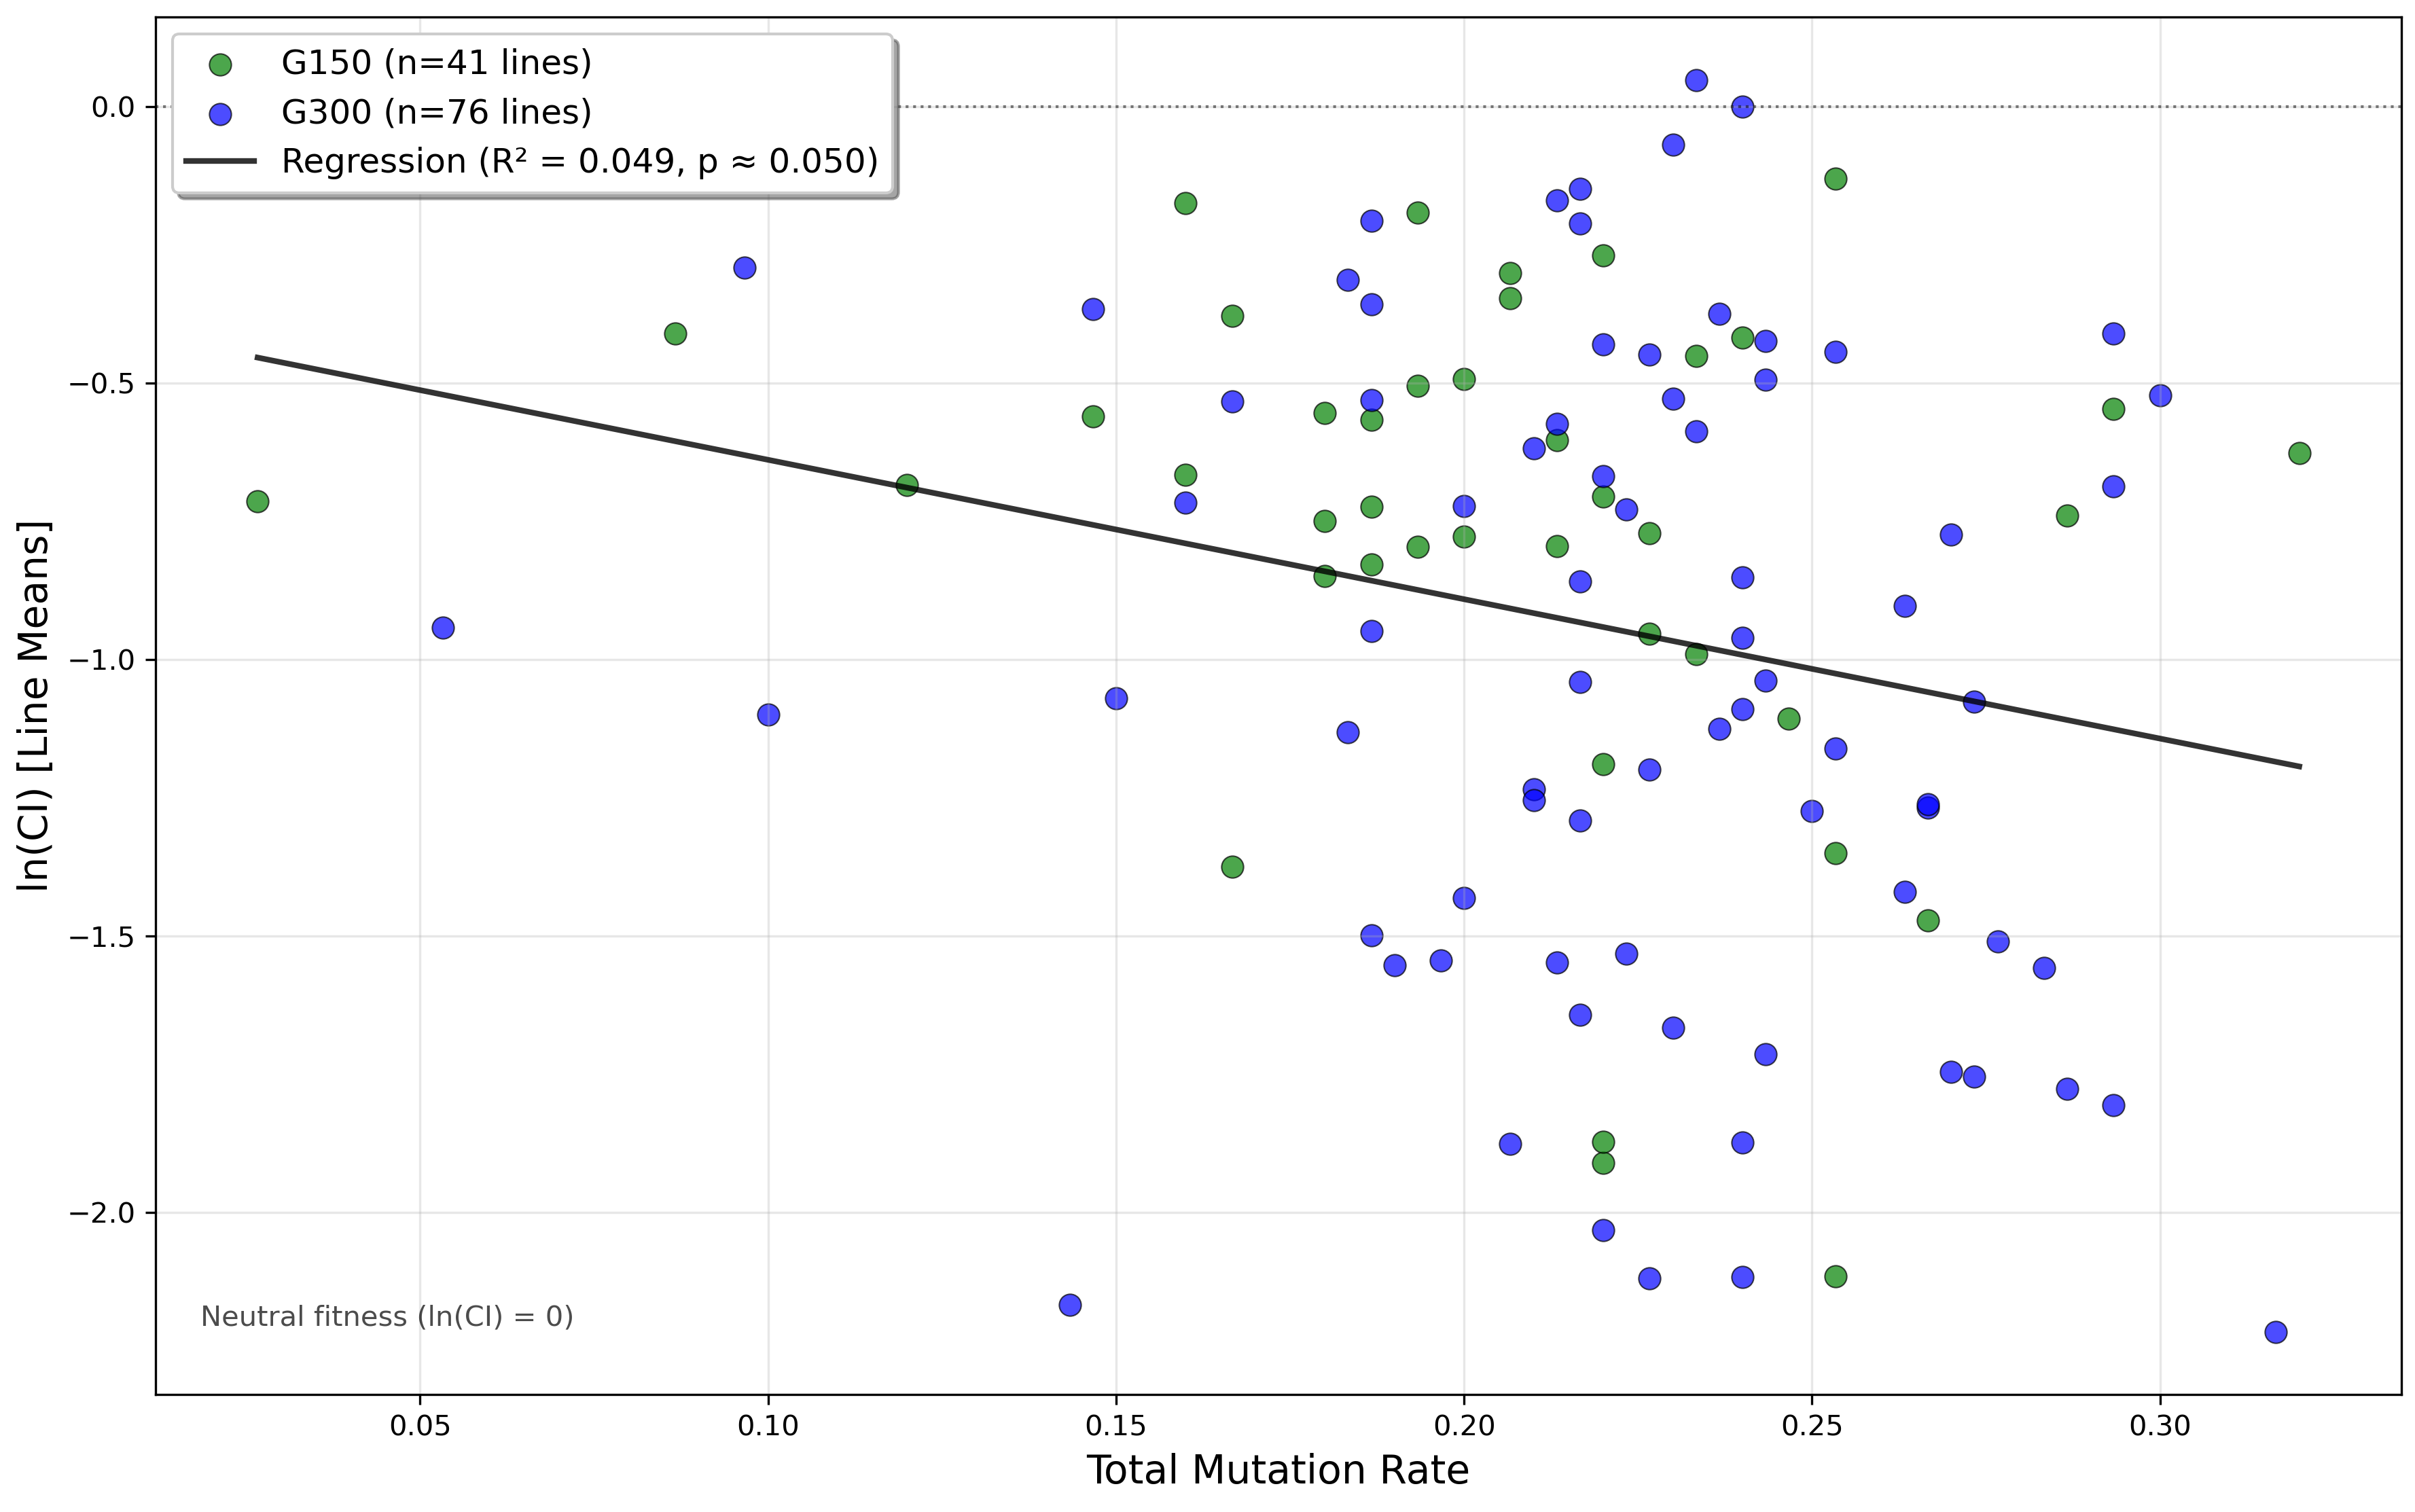 G150 (n=41 lines)
G300 (n=76 lines)
Regression (R² = 0.049, p ≈ 0.050)
0.0
−0.5
−1.0
−1.5
−2.0
ln(CI) [Line Means]
Neutral fitness (ln(CI) = 0)
0.05 0.10 0.15 0.20 0.25 0.30
Total Mutation Rate